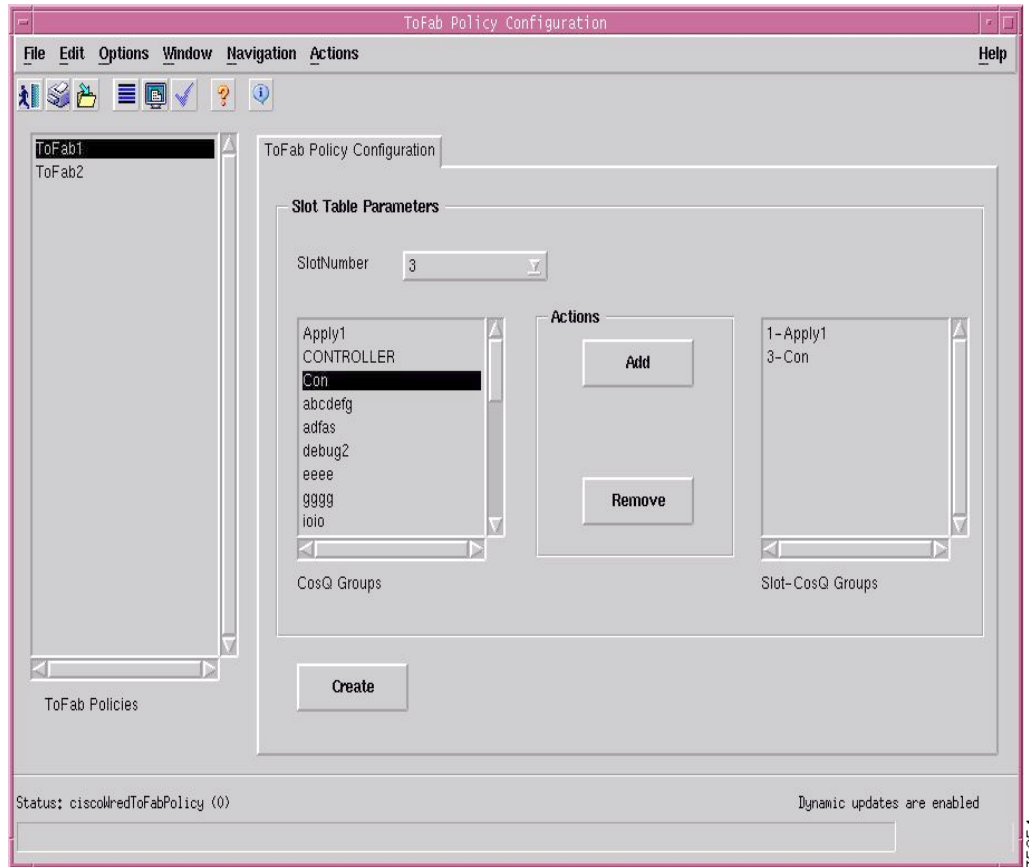 ToFab Policy Configuration
File Edit Options Window Navigation Actions Help
ToFab1
ToFab2
ToFab Policies
ToFab Policy Configuration
Slot Table Parameters
SlotNumber 3
Apply1
CONTROLLER
Con
abcdefg
adfas
debug2
eeee
gggg
ioio
CosQ Groups
Actions
Add
Remove
1-Apply1
3-Con
Slot-CosQ Groups
Create
Status: ciscoWredToFabPolicy (0) Dynamic updates are enabled